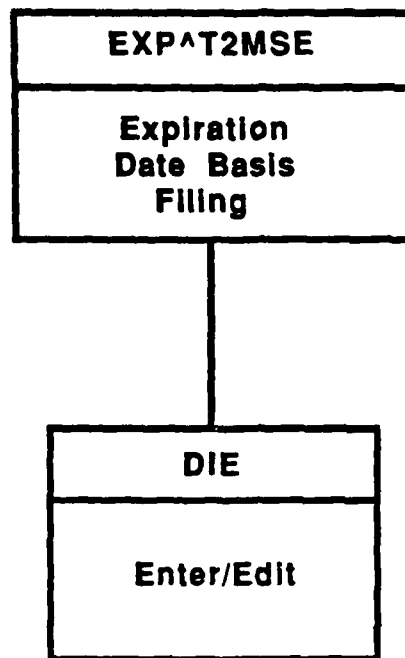 EXP^T2MSE
Expiration
Date Basis
Filing
DIE
Enter/Edit